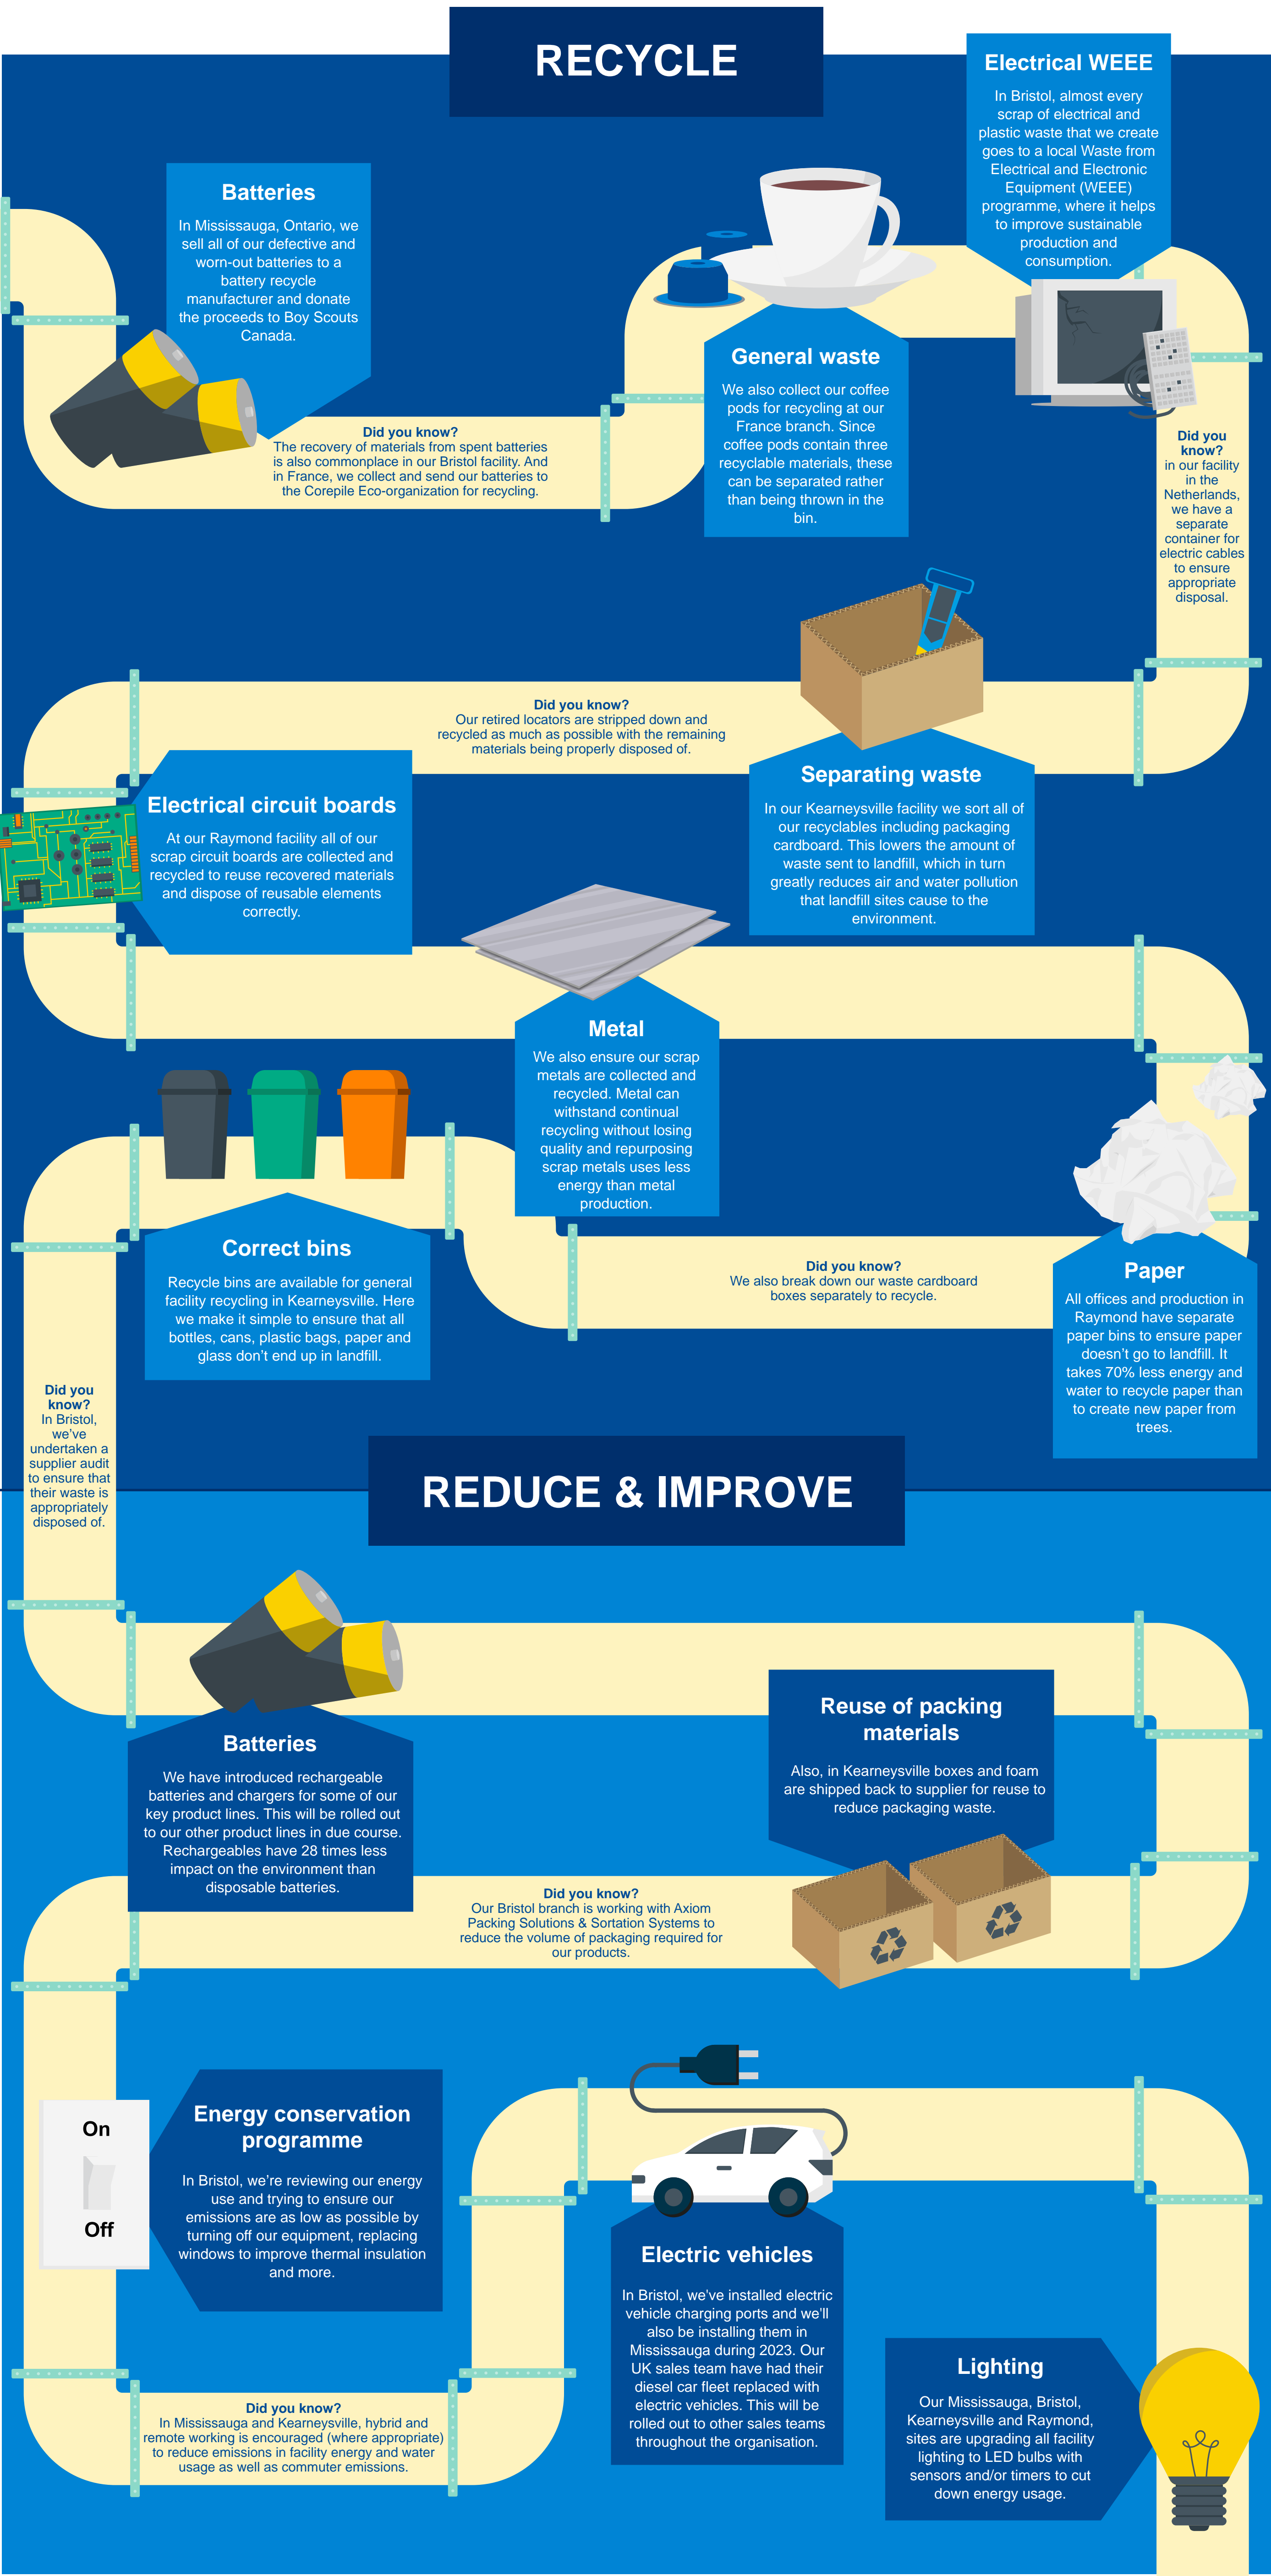 RECYCLE
Electrical WEEE
In Bristol, almost every
scrap of electrical and
plastic waste that we create
goes to a local Waste from
Electrical and Electronic
Equipment (WEEE)
programme, where it helps
to improve sustainable
production and
consumption.
Batteries
In Mississauga, Ontario, we
sell all of our defective and
worn-out batteries to a
battery recycle
manufacturer and donate
the proceeds to Boy Scouts
Canada.
General waste
We also collect our coffee
pods for recycling at our
France branch. Since
coffee pods contain three
recyclable materials, these
can be separated rather
than being thrown in the
bin.
Did you know?
The recovery of materials from spent batteries
is also commonplace in our Bristol facility. And
in France, we collect and send our batteries to
the Corepile Eco-organization for recycling.
Did you
know?
in our facility
in the
Netherlands,
we have a
separate
container for
electric cables
to ensure
appropriate
disposal.
Did you know?
Our retired locators are stripped down and
recycled as much as possible with the remaining
materials being properly disposed of.
Separating waste
In our Kearneysville facility we sort all of
our recyclables including packaging
cardboard. This lowers the amount of
waste sent to landfill, which in turn
greatly reduces air and water pollution
that landfill sites cause to the
environment.
Electrical circuit boards
At our Raymond facility all of our
scrap circuit boards are collected and
recycled to reuse recovered materials
and dispose of reusable elements
correctly.
Metal
We also ensure our scrap
metals are collected and
recycled. Metal can
withstand continual
recycling without losing
quality and repurposing
scrap metals uses less
energy than metal
production.
Correct bins
Recycle bins are available for general
facility recycling in Kearneysville. Here
we make it simple to ensure that all
bottles, cans, plastic bags, paper and
glass don't end up in landfill.
Did you know?
We also break down our waste cardboard
boxes separately to recycle.
Paper
All offices and production in
Raymond have separate
paper bins to ensure paper
doesn't go to landfill. It
takes 70% less energy and
water to recycle paper than
to create new paper from
trees.
Did you
know?
In Bristol,
we've
undertaken a
supplier audit
to ensure that
their waste is
appropriately
disposed of.
REDUCE & IMPROVE
Batteries
We have introduced rechargeable
batteries and chargers for some of our
key product lines. This will be rolled out
to our other product lines in due course.
Rechargeables have 28 times less
impact on the environment than
disposable batteries.
Reuse of packing
materials
Also, in Kearneysville boxes and foam
are shipped back to supplier for reuse to
reduce packaging waste.
Did you know?
Our Bristol branch is working with Axiom
Packing Solutions & Sortation Systems to
reduce the volume of packaging required for
our products.
On
Off
Energy conservation
programme
In Bristol, we're reviewing our energy
use and trying to ensure our
emissions are as low as possible by
turning off our equipment, replacing
windows to improve thermal insulation
and more.
Electric vehicles
In Bristol, we've installed electric
vehicle charging ports and we'll
also be installing them in
Mississauga during 2023. Our
UK sales team have had their
diesel car fleet replaced with
electric vehicles. This will be
rolled out to other sales teams
throughout the organisation.
Lighting
Our Mississauga, Bristol,
Kearneysville and Raymond,
sites are upgrading all facility
lighting to LED bulbs with
sensors and/or timers to cut
down energy usage.
Did you know?
In Mississauga and Kearneysville, hybrid and
remote working is encouraged (where appropriate)
to reduce emissions in facility energy and water
usage as well as commuter emissions.